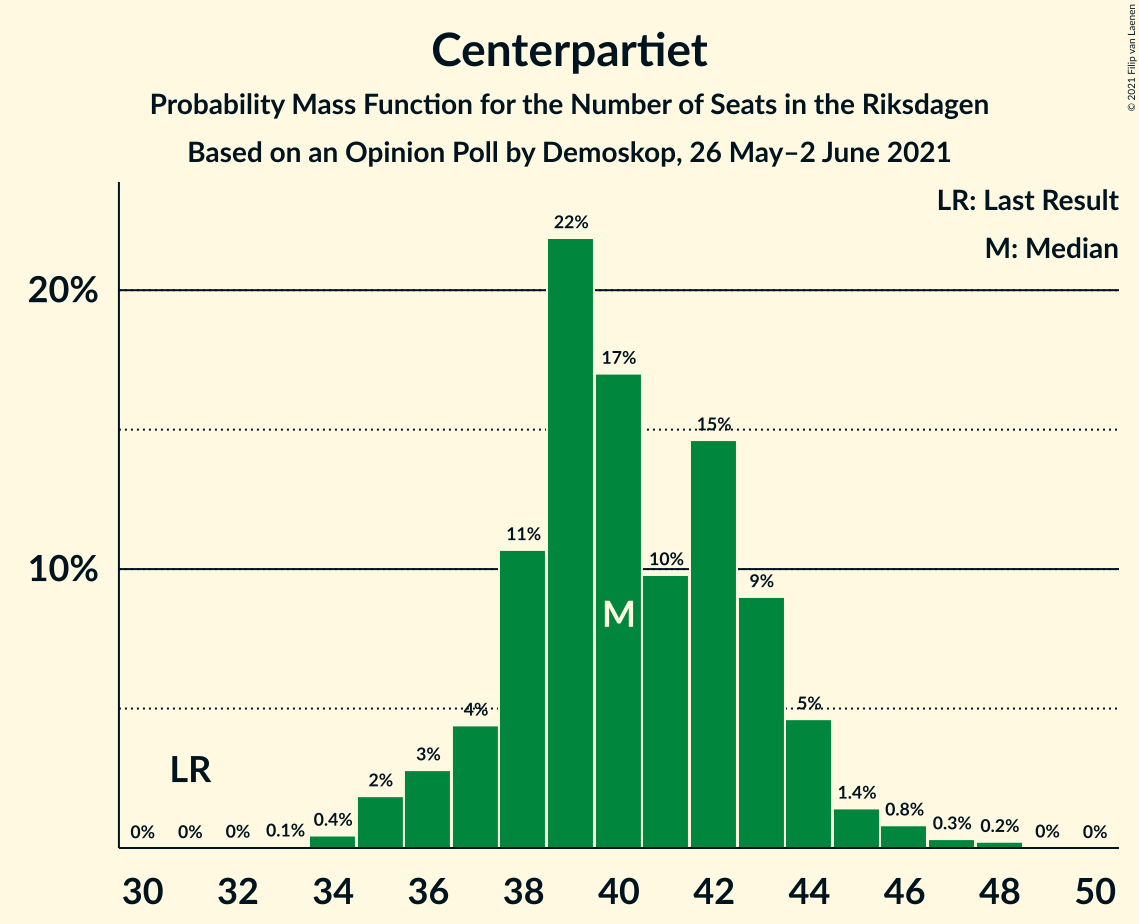 Centerpartiet
Probability Mass Function for the Number of Seats in the Riksdagen
Based on an Opinion Poll by Demoskop, 26 May–2 June 2021
© 2021 Filip van Laenen
LR: Last Result
M: Median
20%
10%
22%
17%
15%
11%
10%
9%
M
4%
5%
LR
3%
2%
1.4%
0.8%
0.4%
0.3%
0.2%
0.1%
0%
0%
0%
0%
0%
30 32 34 36 38 40 42 44 46 48 50